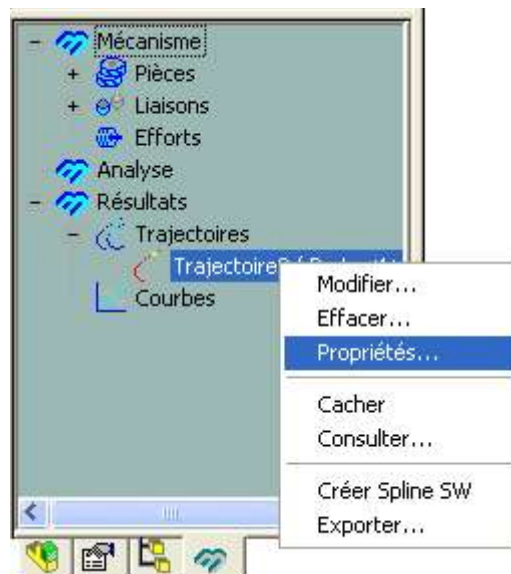 Mécanisme
Pièces
Liaisons
Efforts
Analyse
Résultats
Trajectoires
Courbes
Modifier...
Effacer...
Propriétés...
Cacher
Consulter...
Créer Spline SW
Exporter...